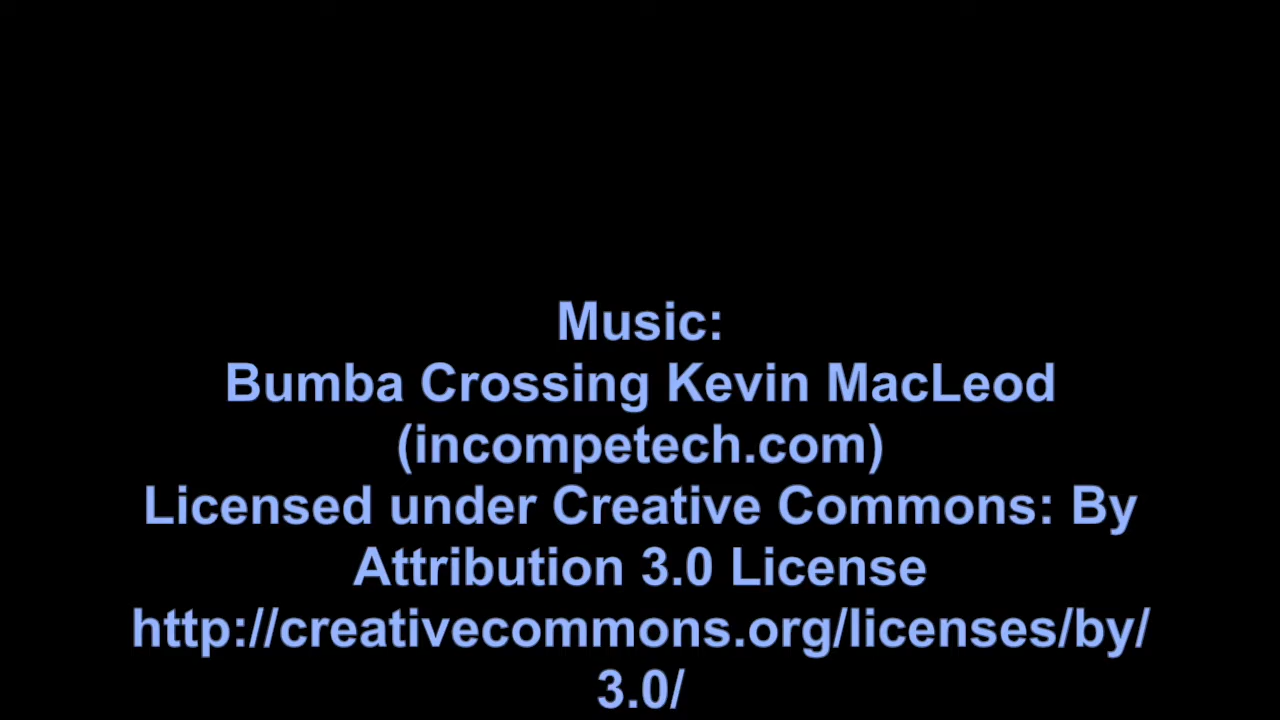 Music:
Bumba Crossing Kevin MacLeod
(incompetech.com)
Licensed under Creative Commons: By
Attribution 3.0 License
http://creativecommons.org/licenses/by/
3.0/